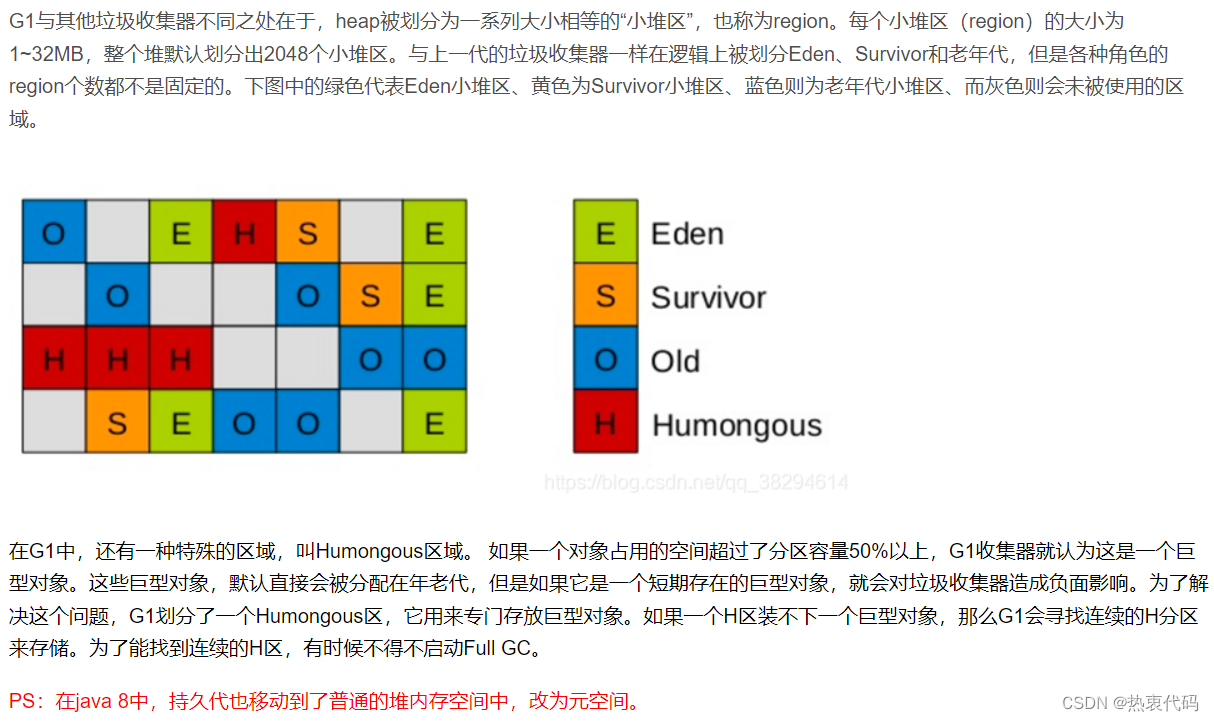 G1与其他垃圾收集器不同之处在于，heap被划分为一系列大小相等的“小堆区”，也称为region。每个小堆区（region）的大小为
1~32MB，整个堆默认划分出2048个小堆区。与上一代的垃圾收集器一样在逻辑上被划分Eden、Survivor和老年代，但是各种角色的
region个数都不是固定的。下图中的绿色代表Eden小堆区、黄色为Survivor小堆区、蓝色则为老年代小堆区、而灰色则会未被使用的区
域。
O E H S E
O O S E
H H H O O
S E O O E
E Eden
S Survivor
O Old
H Humongous
https://blog.csdn.net/qq_38294614
在G1中，还有一种特殊的区域，叫Humongous区域。 如果一个对象占用的空间超过了分区容量50%以上，G1收集器就认为这是一个巨
型对象。这些巨型对象，默认直接会被分配在年老代，但是如果它是一个短期存在的巨型对象，就会对垃圾收集器造成负面影响。为了解
决这个问题，G1划分了一个Humongous区，它用来专门存放巨型对象。如果一个H区装不下一个巨型对象，那么G1会寻找连续的H分区
来存储。为了能找到连续的H区，有时候不得不启动Full GC。
PS：在java 8中，持久代也移动到了普通的堆内存空间中，改为元空间。
CSDN @热衷代码